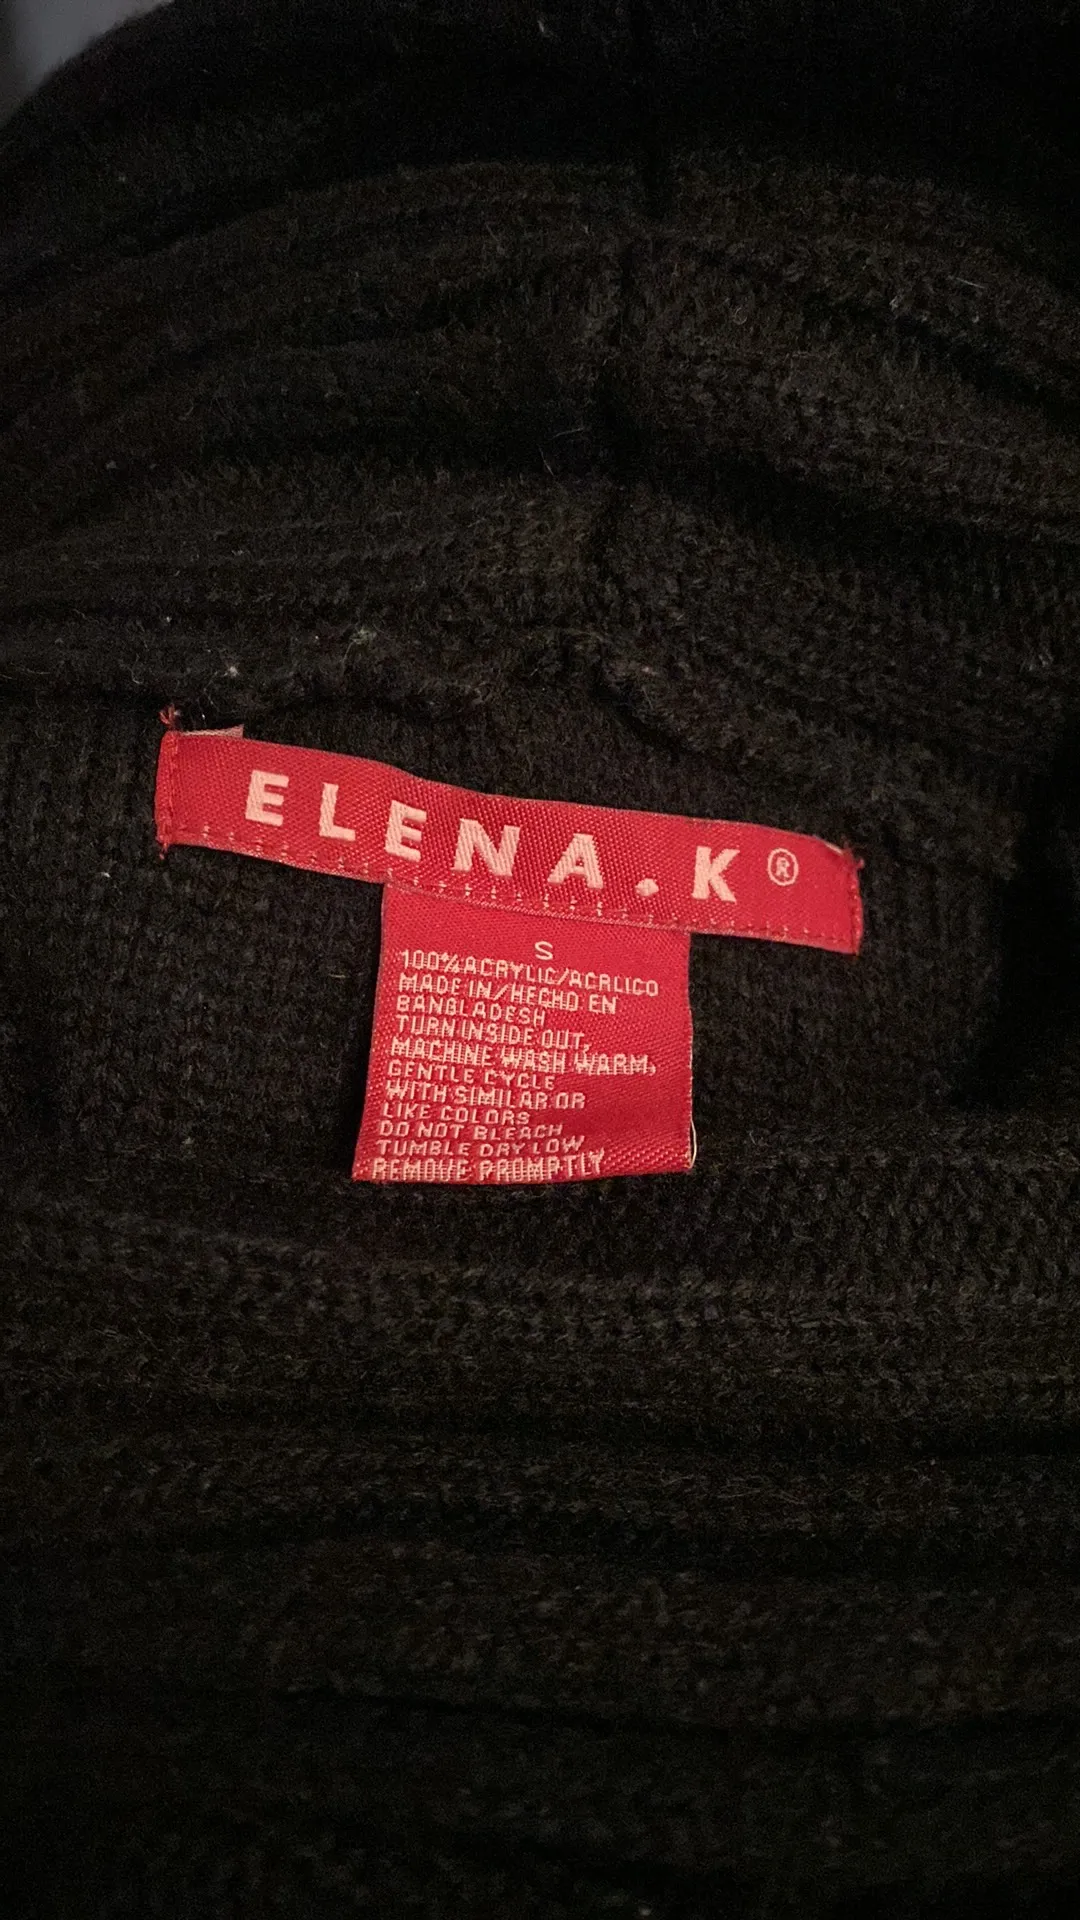 ELENA.K®
S
100% ACRYLIC/ACRLICO
MADE IN/HECHO EN
BANGLADESH
TURN INSIDE OUT,
MACHINE WASH WARM,
GENTLE CYCLE
WITH SIMILAR OR
LIKE COLORS
DO NOT BLEACH
TUMBLE DRY LOW
REMOVE PROMPTLY